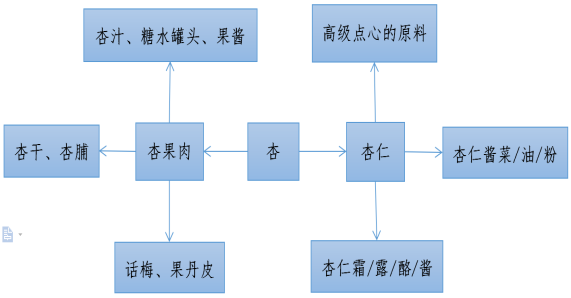 杏汁、糖水罐头、果酱
高级点心的原料
杏干、杏脯
杏果肉
杏
杏仁
杏仁酱菜/油/粉
话梅、果丹皮
杏仁霜/露/酪/酱